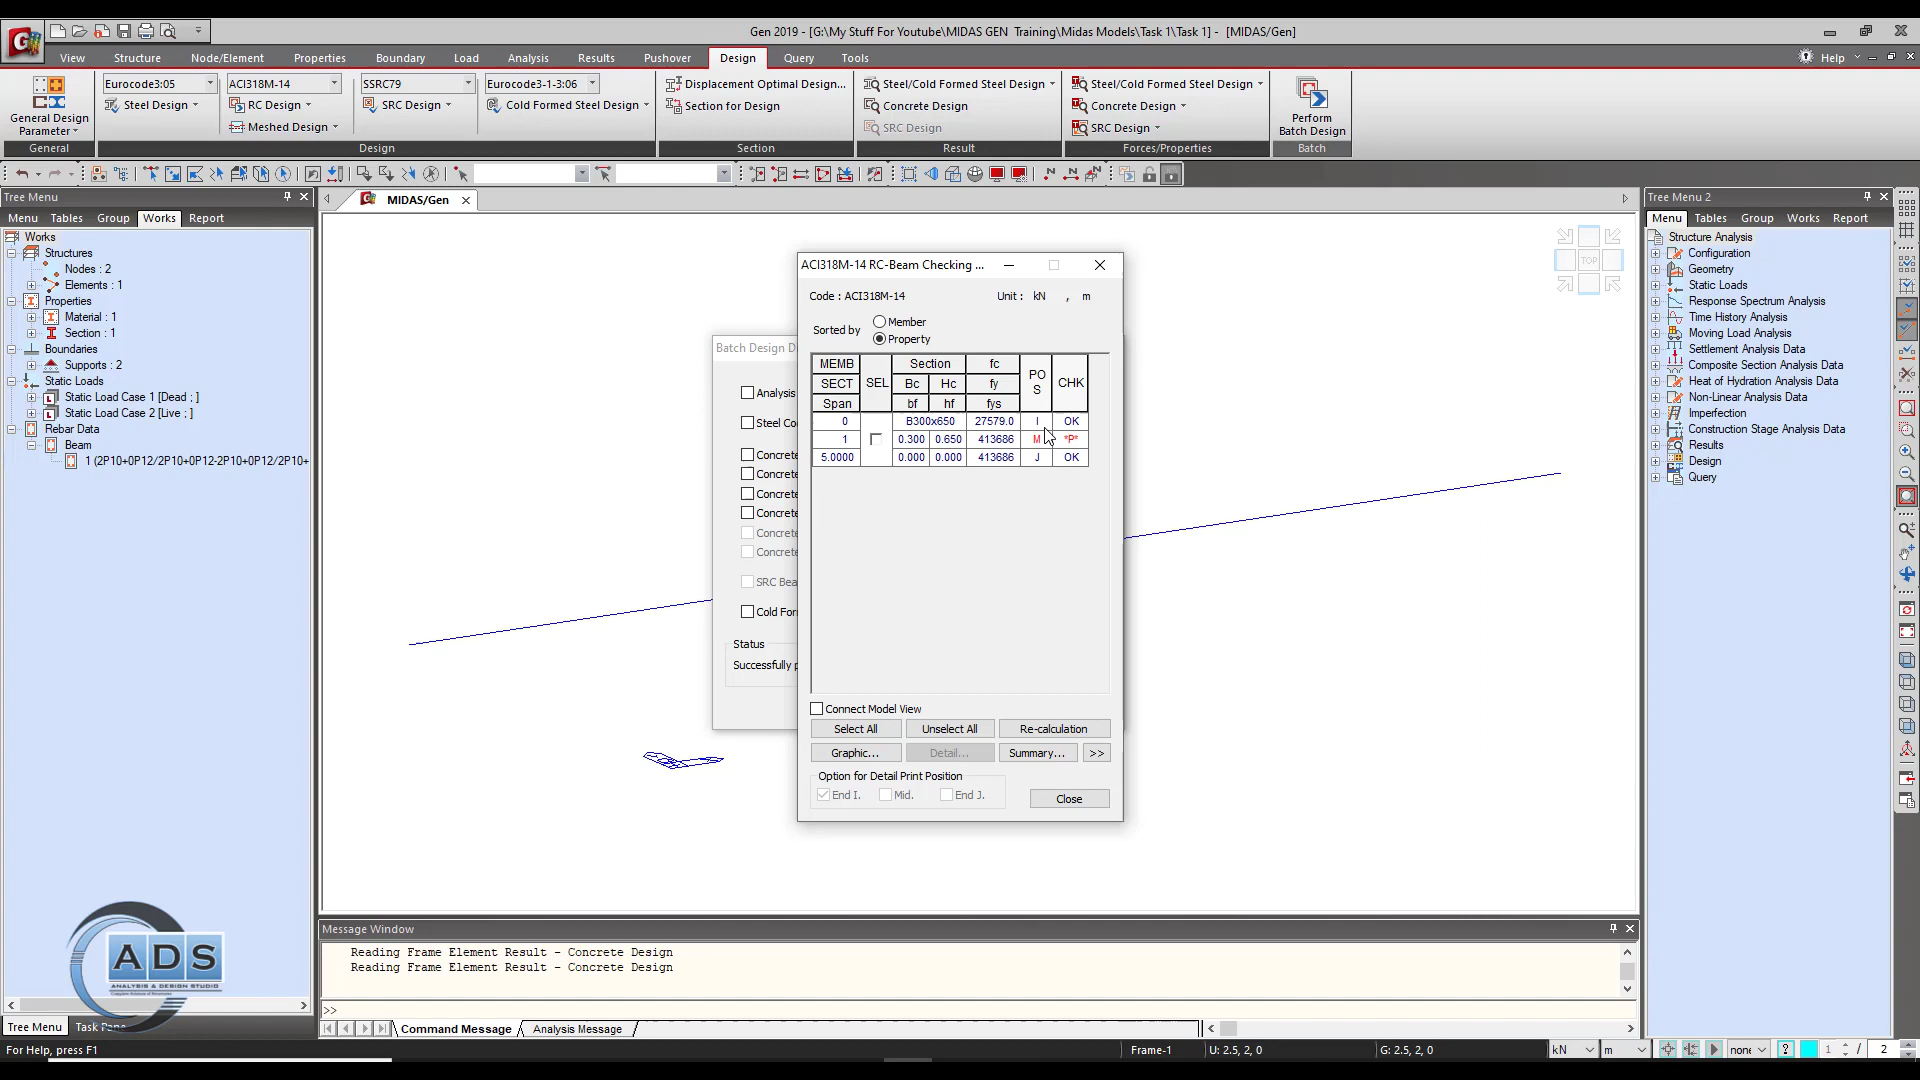 Gen 2019 - [G:\My Stuff For Youtube\MIDAS GEN Training\Midas Models\Task 1\Task 1] - [MIDAS/Gen]
View Structure Node/Element Properties Boundary Load Analysis Results Pushover Design Query Tools Help
Eurocode3:05 ACI318M-14 SSRC79 Eurocode3-1-3:06 Displacement Optimal Design... Steel/Cold Formed Steel Design Steel/Cold Formed Steel Design
Steel Design RC Design SRC Design Cold Formed Steel Design Section for Design Concrete Design Concrete Design
General Design Parameter
Meshed Design SRC Design SRC Design
Perform Batch Design
General Design Section Result Forces/Properties Batch
Tree Menu
Menu Tables Group Works Report
Works
Structures
Nodes : 2
Elements : 1
Properties
Material : 1
Section : 1
Boundaries
Supports : 2
Static Loads
Static Load Case 1 [Dead ; ]
Static Load Case 2 [Live ; ]
Rebar Data
Beam
1 (2P10+0P12/2P10+0P12-2P10+0P12/2P10+
MIDAS/Gen
TOP
Batch Design D
Analysis
Steel Co
Concrete
Concrete
Concrete
Concrete
Concrete
Concrete
SRC Bea
Cold For
Status
Successfully p
ACI318M-14 RC-Beam Checking ...
Code : ACI318M-14 Unit : kN , m
Sorted by
Member
Property
MEMB SEL Section fc POS CHK
SECT Bc Hc fy
Span bf hf fys
0 B300x650 27579.0 I OK
1 0.300 0.650 413686 M *P*
5.0000 0.000 0.000 413686 J OK
Connect Model View
Select All Unselect All Re-calculation
Graphic... Detail... Summary... >>
Option for Detail Print Position
End I. Mid. End J.
Close
Tree Menu 2
Menu Tables Group Works Report
Structure Analysis
Configuration
Geometry
Static Loads
Response Spectrum Analysis
Time History Analysis
Moving Load Analysis
Settlement Analysis Data
Composite Section Analysis Data
Heat of Hydration Analysis Data
Non-Linear Analysis Data
Imperfection
Construction Stage Analysis Data
Results
Design
Query
Message Window
Reading Frame Element Result - Concrete Design
Reading Frame Element Result - Concrete Design
>>
Command Message Analysis Message
Tree Menu Task Pane
ADS
ANALYSIS & DESIGN STUDIO
For Help, press F1 Frame-1 U: 2.5, 2, 0 G: 2.5, 2, 0 kN m none ? 1 / 2